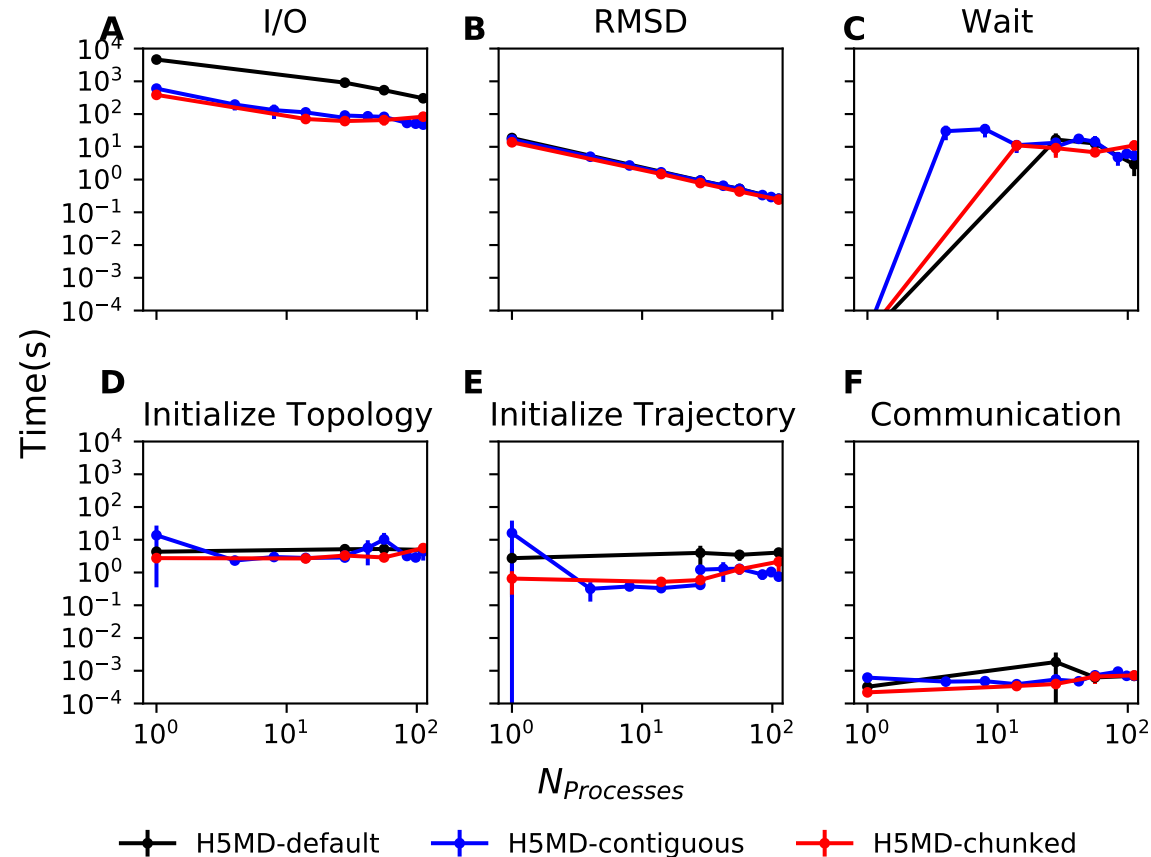 A I/O B RMSD C Wait
10^4
10^3
10^2
10^1
10^0
10^−1
10^−2
10^−3
10^−4
Time(s)
D E F
Initialize Topology Initialize Trajectory Communication
10^4
10^3
10^2
10^1
10^0
10^−1
10^−2
10^−3
10^−4
10^0 10^1 10^2 10^0 10^1 10^2 10^0 10^1 10^2
N_Processes
H5MD-default H5MD-contiguous H5MD-chunked